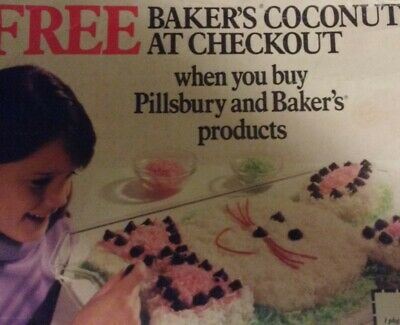 FREE BAKER'S® COCONUT
AT CHECKOUT
when you buy
Pillsbury and Baker's®
products